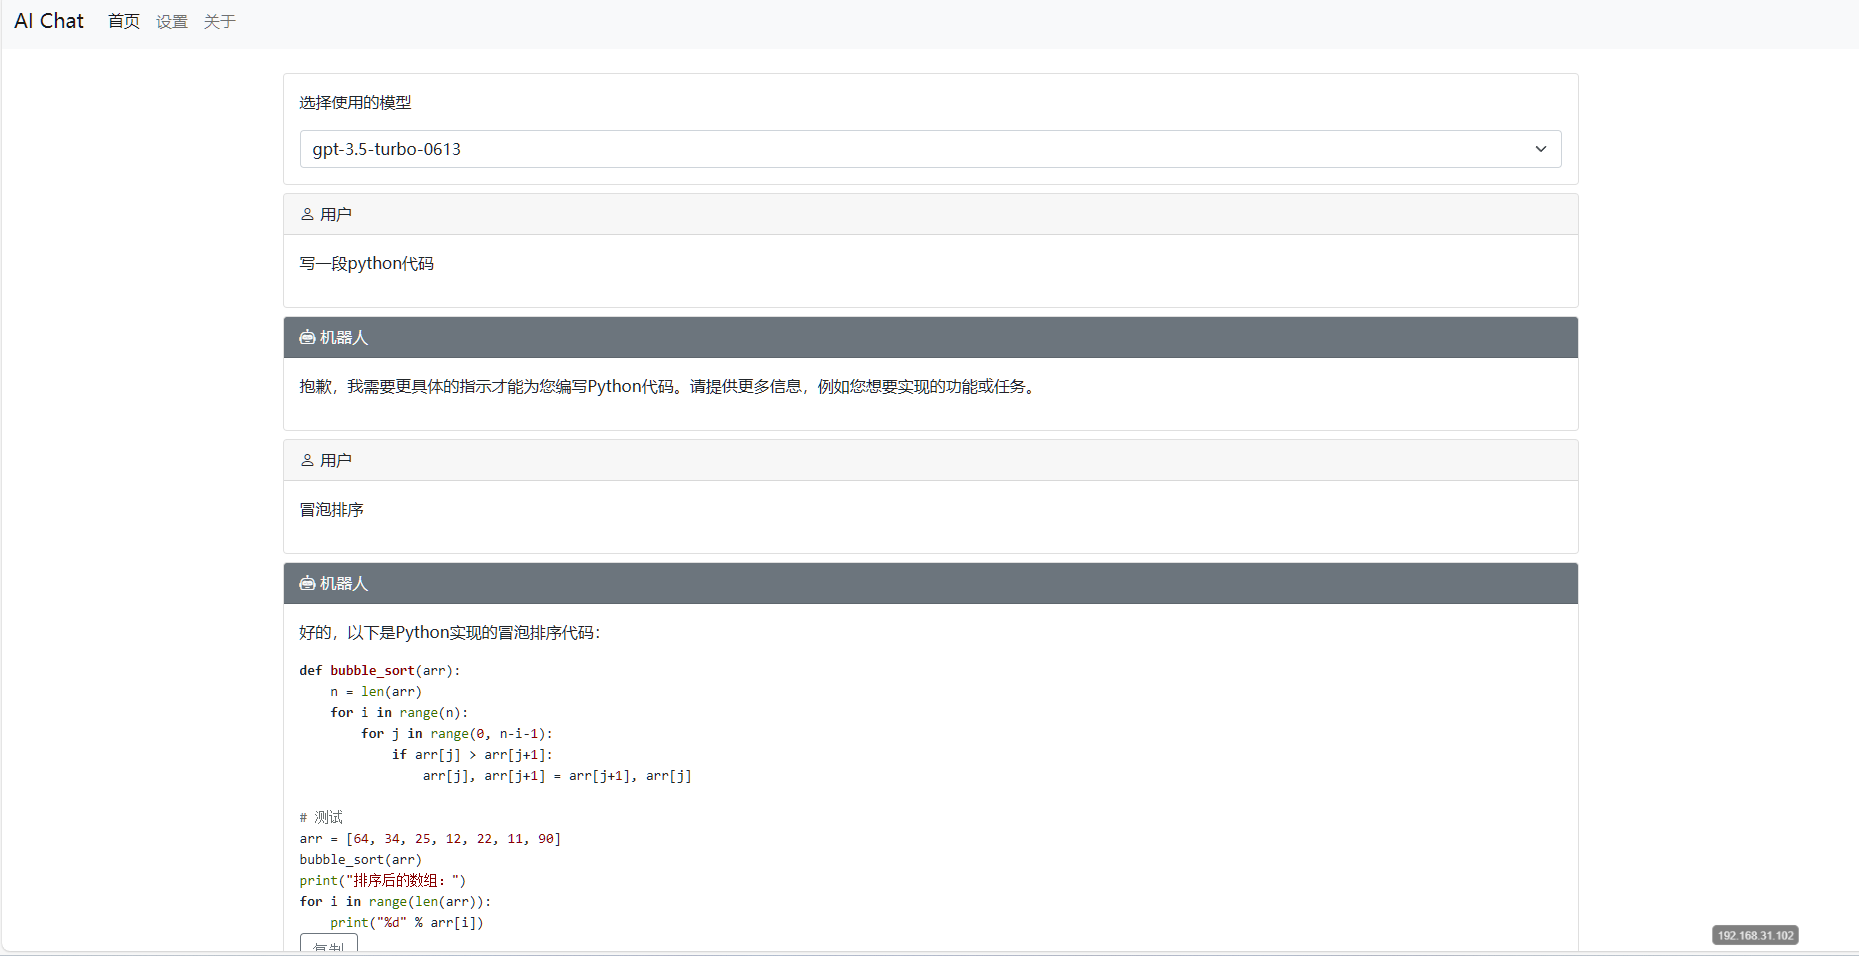 AI Chat 首页 设置 关于
选择使用的模型
gpt-3.5-turbo-0613
用户
写一段python代码
机器人
抱歉，我需要更具体的指示才能为您编写Python代码。请提供更多信息，例如您想要实现的功能或任务。
用户
冒泡排序
机器人
好的，以下是Python实现的冒泡排序代码：
def bubble_sort(arr):
    n = len(arr)
    for i in range(n):
        for j in range(0, n-i-1):
            if arr[j] > arr[j+1]:
                arr[j], arr[j+1] = arr[j+1], arr[j]
# 测试
arr = [64, 34, 25, 12, 22, 11, 90]
bubble_sort(arr)
print("排序后的数组：")
for i in range(len(arr)):
    print("%d" % arr[i])
复制
192.168.31.102